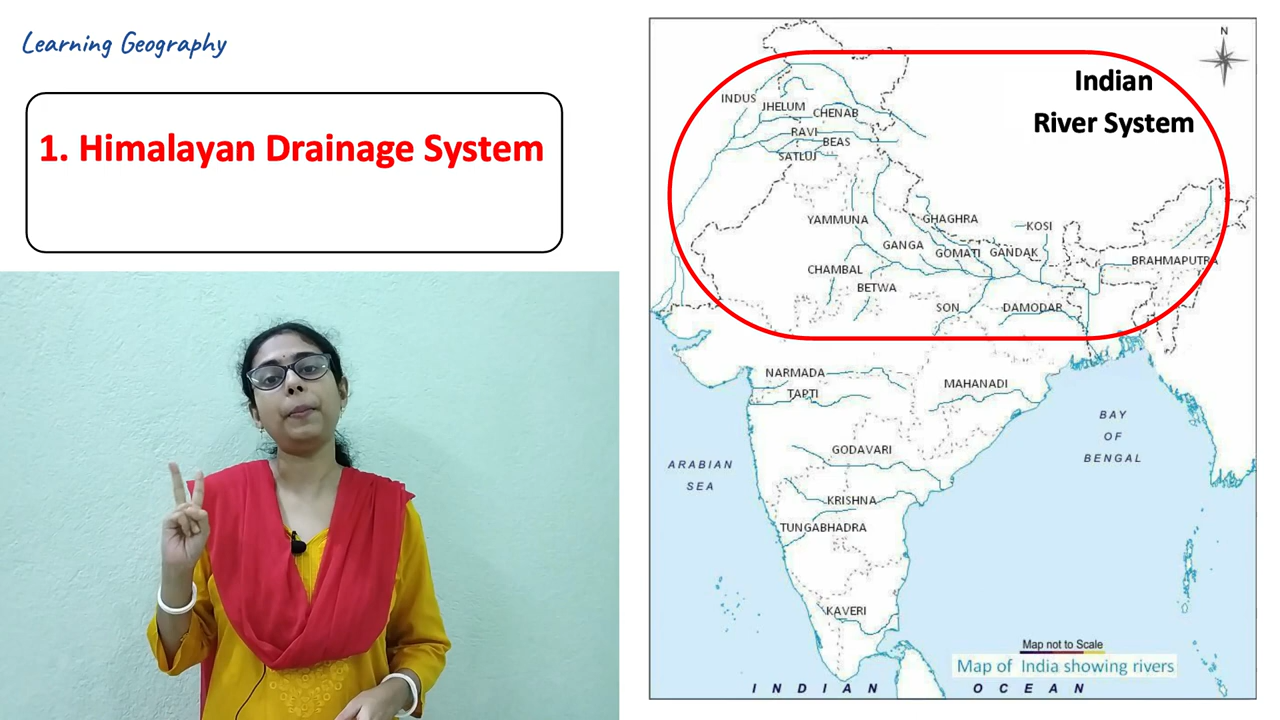 Learning Geography
1. Himalayan Drainage System
Indian
River System
N
INDUS
JHELUM
CHENAB
RAVI
BEAS
SATLUJ
YAMMUNA
GHAGHRA
KOSI
GANGA
GOMATI
GANDAK
BRAHMAPUTRA
CHAMBAL
BETWA
SON
DAMODAR
NARMADA
TAPTI
MAHANADI
BAY
OF
BENGAL
ARABIAN
SEA
GODAVARI
KRISHNA
TUNGABHADRA
KAVERI
Map not to Scale
Map of India showing rivers
INDIAN OCEAN